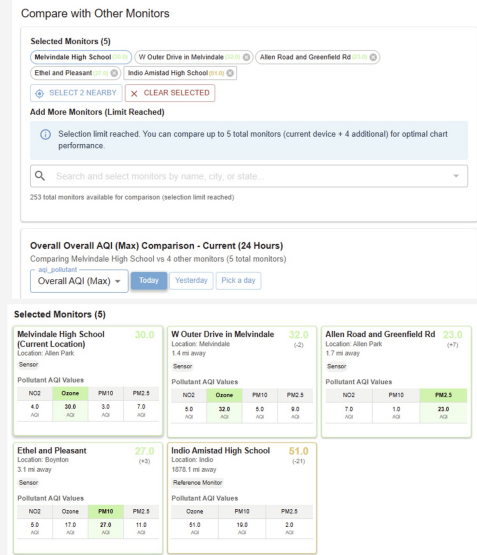 Compare with Other Monitors
Selected Monitors (5)
Melvindale High School (30.0) W Outer Drive in Melvindale (32.0) Allen Road and Greenfield Rd (23.0)
Ethel and Pleasant (27.0) Indio Amistad High School (51.0)
SELECT 2 NEARBY CLEAR SELECTED
Add More Monitors (Limit Reached)
Selection limit reached. You can compare up to 5 total monitors (current device + 4 additional) for optimal chart
performance.
Search and select monitors by name, city, or state...
253 total monitors available for comparison (selection limit reached)
Overall Overall AQI (Max) Comparison - Current (24 Hours)
Comparing Melvindale High School vs 4 other monitors (5 total monitors)
aqi_pollutant
Overall AQI (Max) Today Yesterday Pick a day
Selected Monitors (5)
Melvindale High School 30.0
(Current Location)
Location: Allen Park
Sensor
Pollutant AQI Values
NO2 Ozone PM10 PM2.5
4.0 30.0 3.0 7.0
AQI AQI AQI AQI
W Outer Drive in Melvindale 32.0
Location: Melvindale (-2)
1.4 mi away
Sensor
Pollutant AQI Values
NO2 Ozone PM10 PM2.5
5.0 32.0 5.0 9.0
AQI AQI AQI AQI
Allen Road and Greenfield Rd 23.0
Location: Allen Park (+7)
1.7 mi away
Sensor
Pollutant AQI Values
NO2 PM10 PM2.5
7.0 1.0 23.0
AQI AQI AQI
Ethel and Pleasant 27.0
Location: Boynton (+3)
3.1 mi away
Sensor
Pollutant AQI Values
NO2 Ozone PM10 PM2.5
5.0 17.0 27.0 11.0
AQI AQI AQI AQI
Indio Amistad High School 51.0
Location: Indio (-21)
1878.1 mi away
Reference Monitor
Pollutant AQI Values
Ozone PM10 PM2.5
51.0 19.0 2.0
AQI AQI AQI